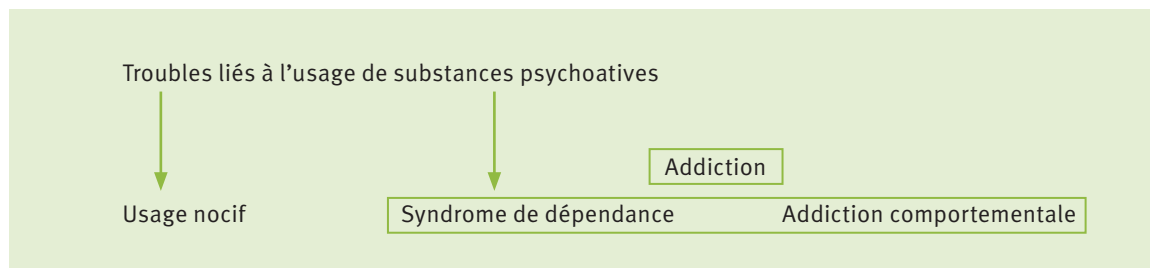 Troubles liés à l’usage de substances psychoatives
Addiction
Usage nocif
Syndrome de dépendance
Addiction comportementale